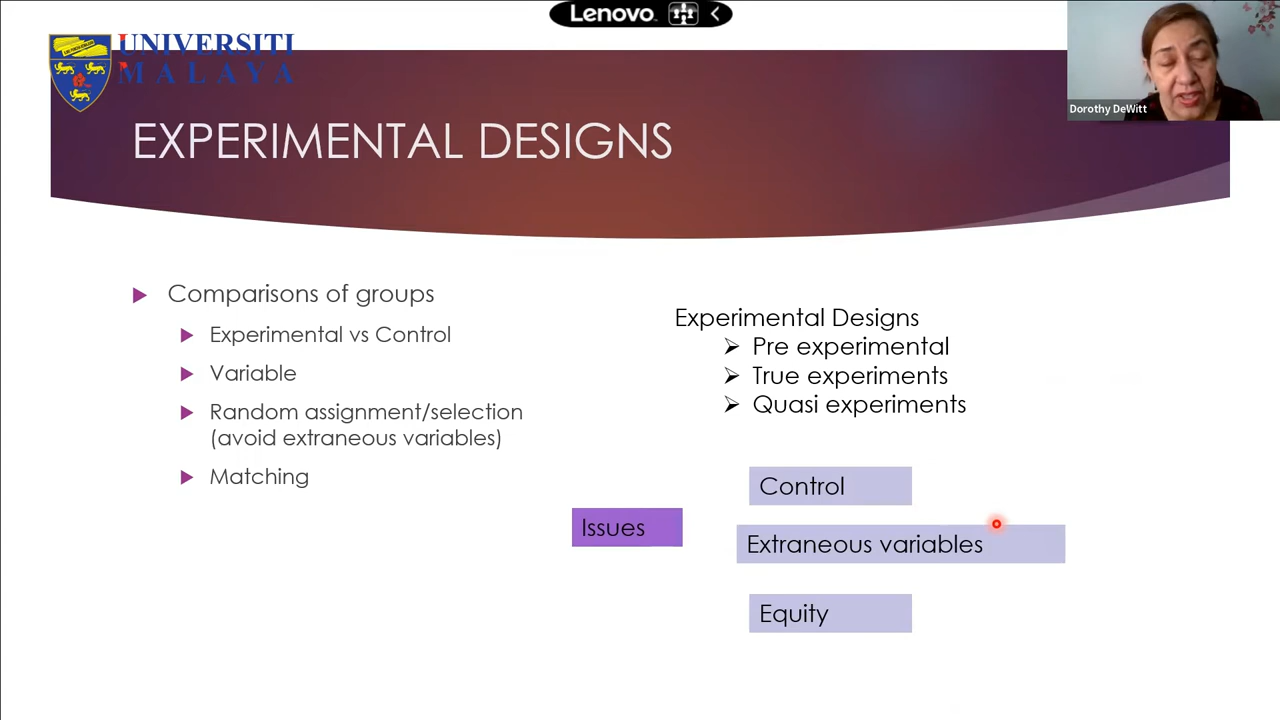 Lenovo
UNIVERSITI
MALAYA
Dorothy DeWitt
EXPERIMENTAL DESIGNS
Comparisons of groups
Experimental vs Control
Variable
Random assignment/selection
(avoid extraneous variables)
Matching
Experimental Designs
Pre experimental
True experiments
Quasi experiments
Issues
Control
Extraneous variables
Equity